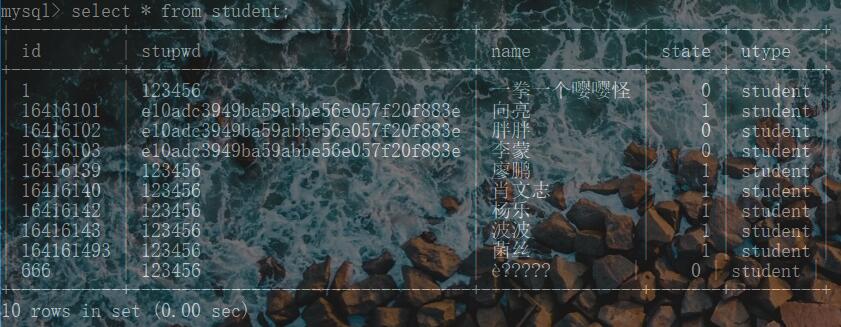 mysql> select * from student;
+-----------+----------------------------------+----------------+-------+---------+
| id        | stupwd                           | name           | state | utype   |
+-----------+----------------------------------+----------------+-------+---------+
| 1         | 123456                           | 一拳一个嘤嘤怪 |     0 | student |
| 16416101  | e10adc3949ba59abbe56e057f20f883e | 向亮           |     1 | student |
| 16416102  | e10adc3949ba59abbe56e057f20f883e | 胖胖           |     0 | student |
| 16416103  | e10adc3949ba59abbe56e057f20f883e | 李蒙           |     0 | student |
| 16416139  | 123456                           | 廖鹏           |     1 | student |
| 16416140  | 123456                           | 肖文志         |     1 | student |
| 16416142  | 123456                           | 杨乐           |     1 | student |
| 16416143  | 123456                           | 波波           |     1 | student |
| 164161493 | 123456                           | 菌丝           |     1 | student |
| 666       | 123456                           | è?????        |     0 | student |
+-----------+----------------------------------+----------------+-------+---------+
10 rows in set (0.00 sec)